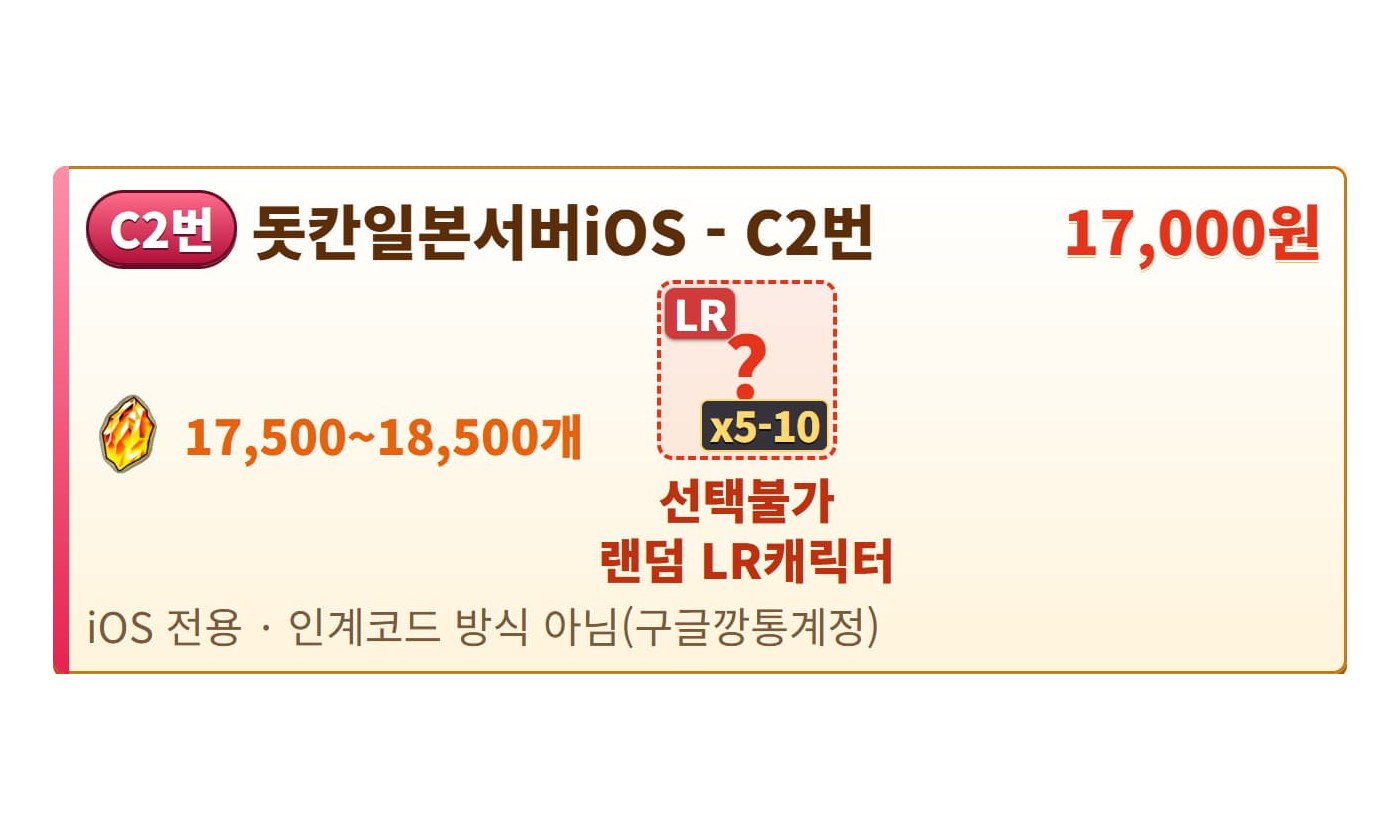 C2번 돗칸일본서버iOS - C2번 17,000원
LR
?
x5-10
17,500~18,500개
선택불가
랜덤 LR캐릭터
iOS 전용 · 인계코드 방식 아님(구글깡통계정)